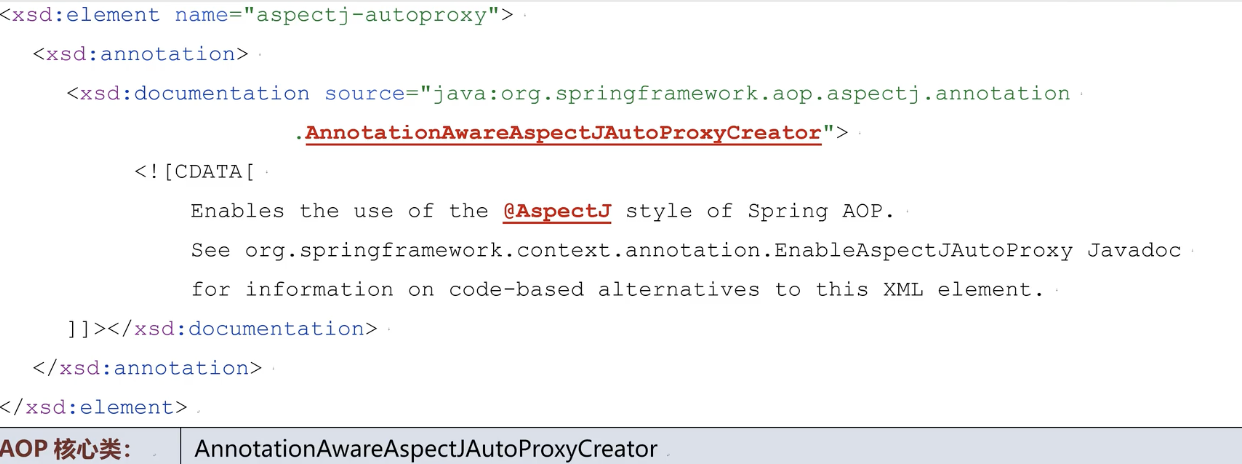 <xsd:element name="aspectj-autoproxy">
<xsd:annotation>
<xsd:documentation source="java:org.springframework.aop.aspectj.annotation
.AnnotationAwareAspectJAutoProxyCreator">
<![CDATA[
Enables the use of the @AspectJ style of Spring AOP.
See org.springframework.context.annotation.EnableAspectJAutoProxy Javadoc
for information on code-based alternatives to this XML element.
]]></xsd:documentation>
</xsd:annotation>
</xsd:element>
AOP 核心类： AnnotationAwareAspectJAutoProxyCreator